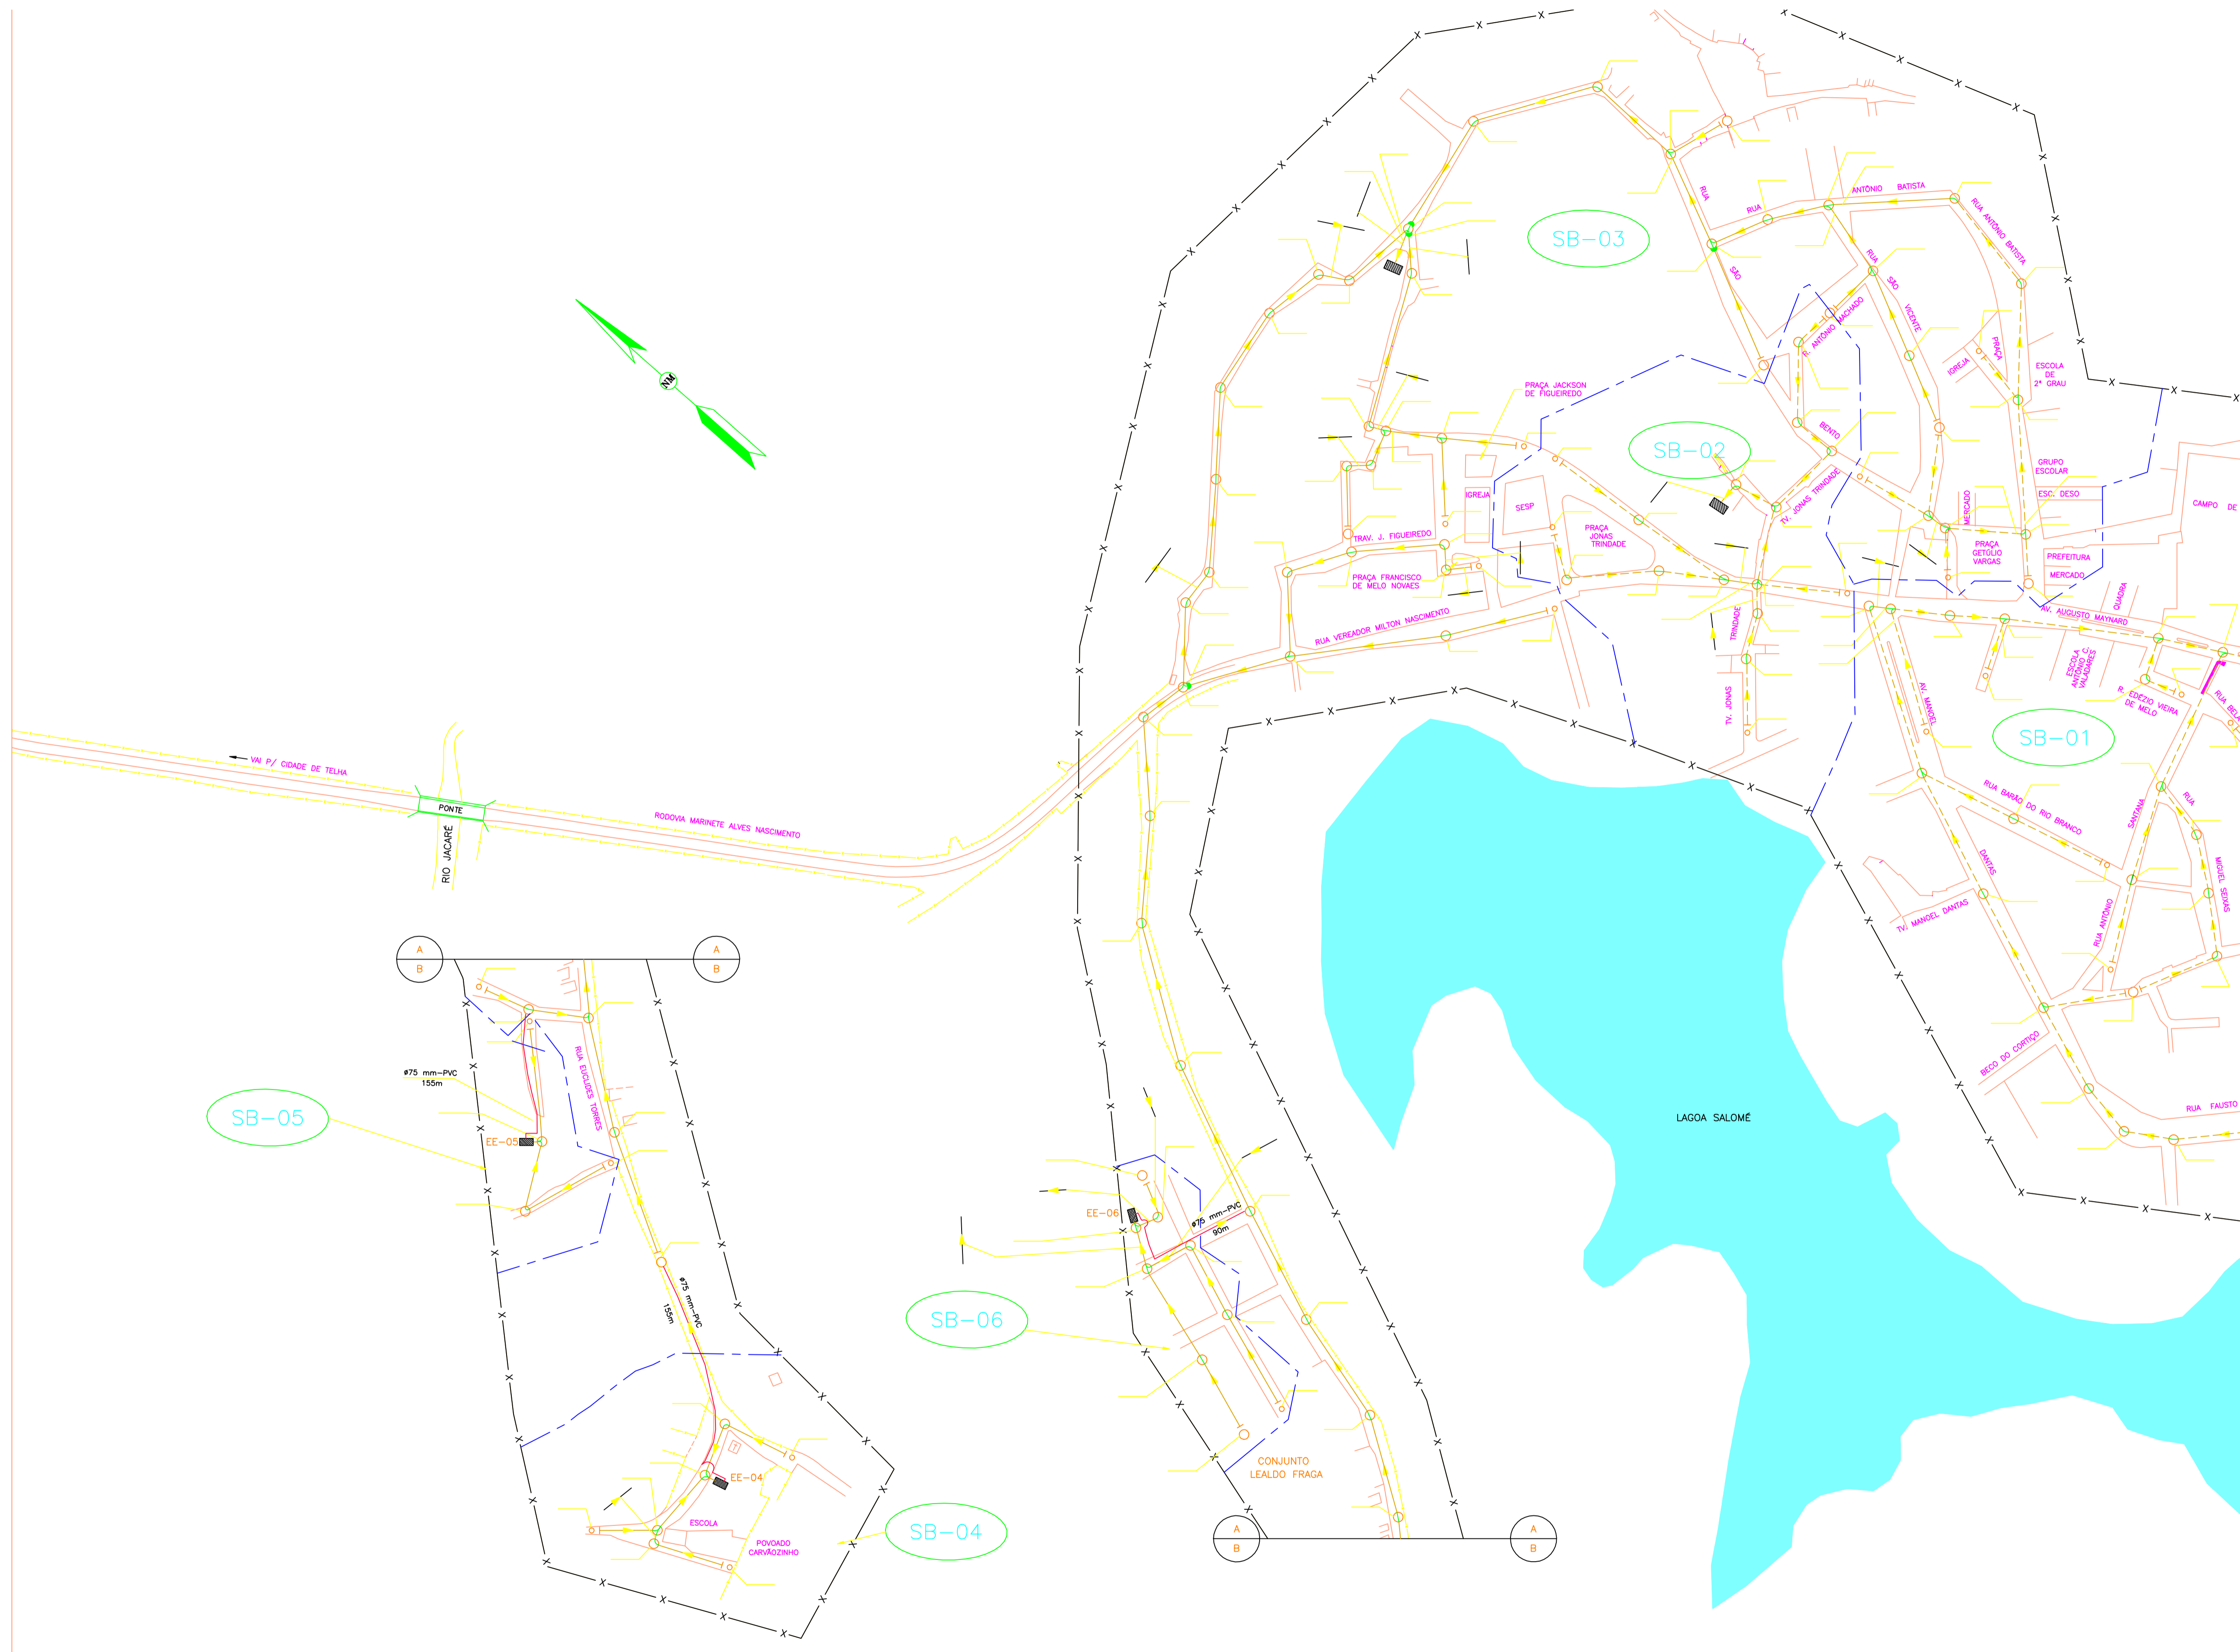 SB-03
RUA
RUA
ANTÔNIO BATISTA
RUA ANTÔNIO BATISTA
SÃO
RUA
SÃO
VICENTE
R. ANTÔNIO MACHADO
IGREJA
PRAÇA
ESCOLA
DE
2ª GRAU
NM
PRAÇA JACKSON
DE FIGUEIREDO
SB-02
BENTO
TV. JONAS TRINDADE
GRUPO
ESCOLAR
ESC. DESO
CAMPO DE
IGREJA
SESP
PRAÇA
JONAS
TRINDADE
MERCADO
PRAÇA
GETÚLIO
VARGAS
PREFEITURA
MERCADO
QUADRA
TRAV. J. FIGUEIREDO
PRAÇA FRANCISCO
DE MELO NOVAES
RUA VEREADOR MILTON NASCIMENTO
TRINDADE
TV. JONAS
AV. AUGUSTO MAYNARD
ESCOLA
ANTÔNIO C.
VALADARES
R. EDÉZIO VIEIRA
DE MELO
RUA BELA
AV. MANOEL
SB-01
VAI P/ CIDADE DE TELHA
PONTE
RIO JACARÉ
RODOVIA MARINETE ALVES NASCIMENTO
RUA BARÃO DO RIO BRANCO
SANTANA
RUA
DANTAS
MIGUEL SEIXAS
TV. MANOEL DANTAS
RUA ANTÔNIO
BECO DO CORTIÇO
RUA FAUSTO
LAGOA SALOMÉ
A
B
A
B
RUA EUCLIDES TORRES
ø75 mm-PVC
155m
SB-05
EE-05
EE-06
ø75 mm-PVC
90m
ø75 mm-PVC
155m
SB-06
EE-04
CONJUNTO
LEALDO FRAGA
ESCOLA
POVOADO
CARVÃOZINHO
SB-04
A
B
A
B